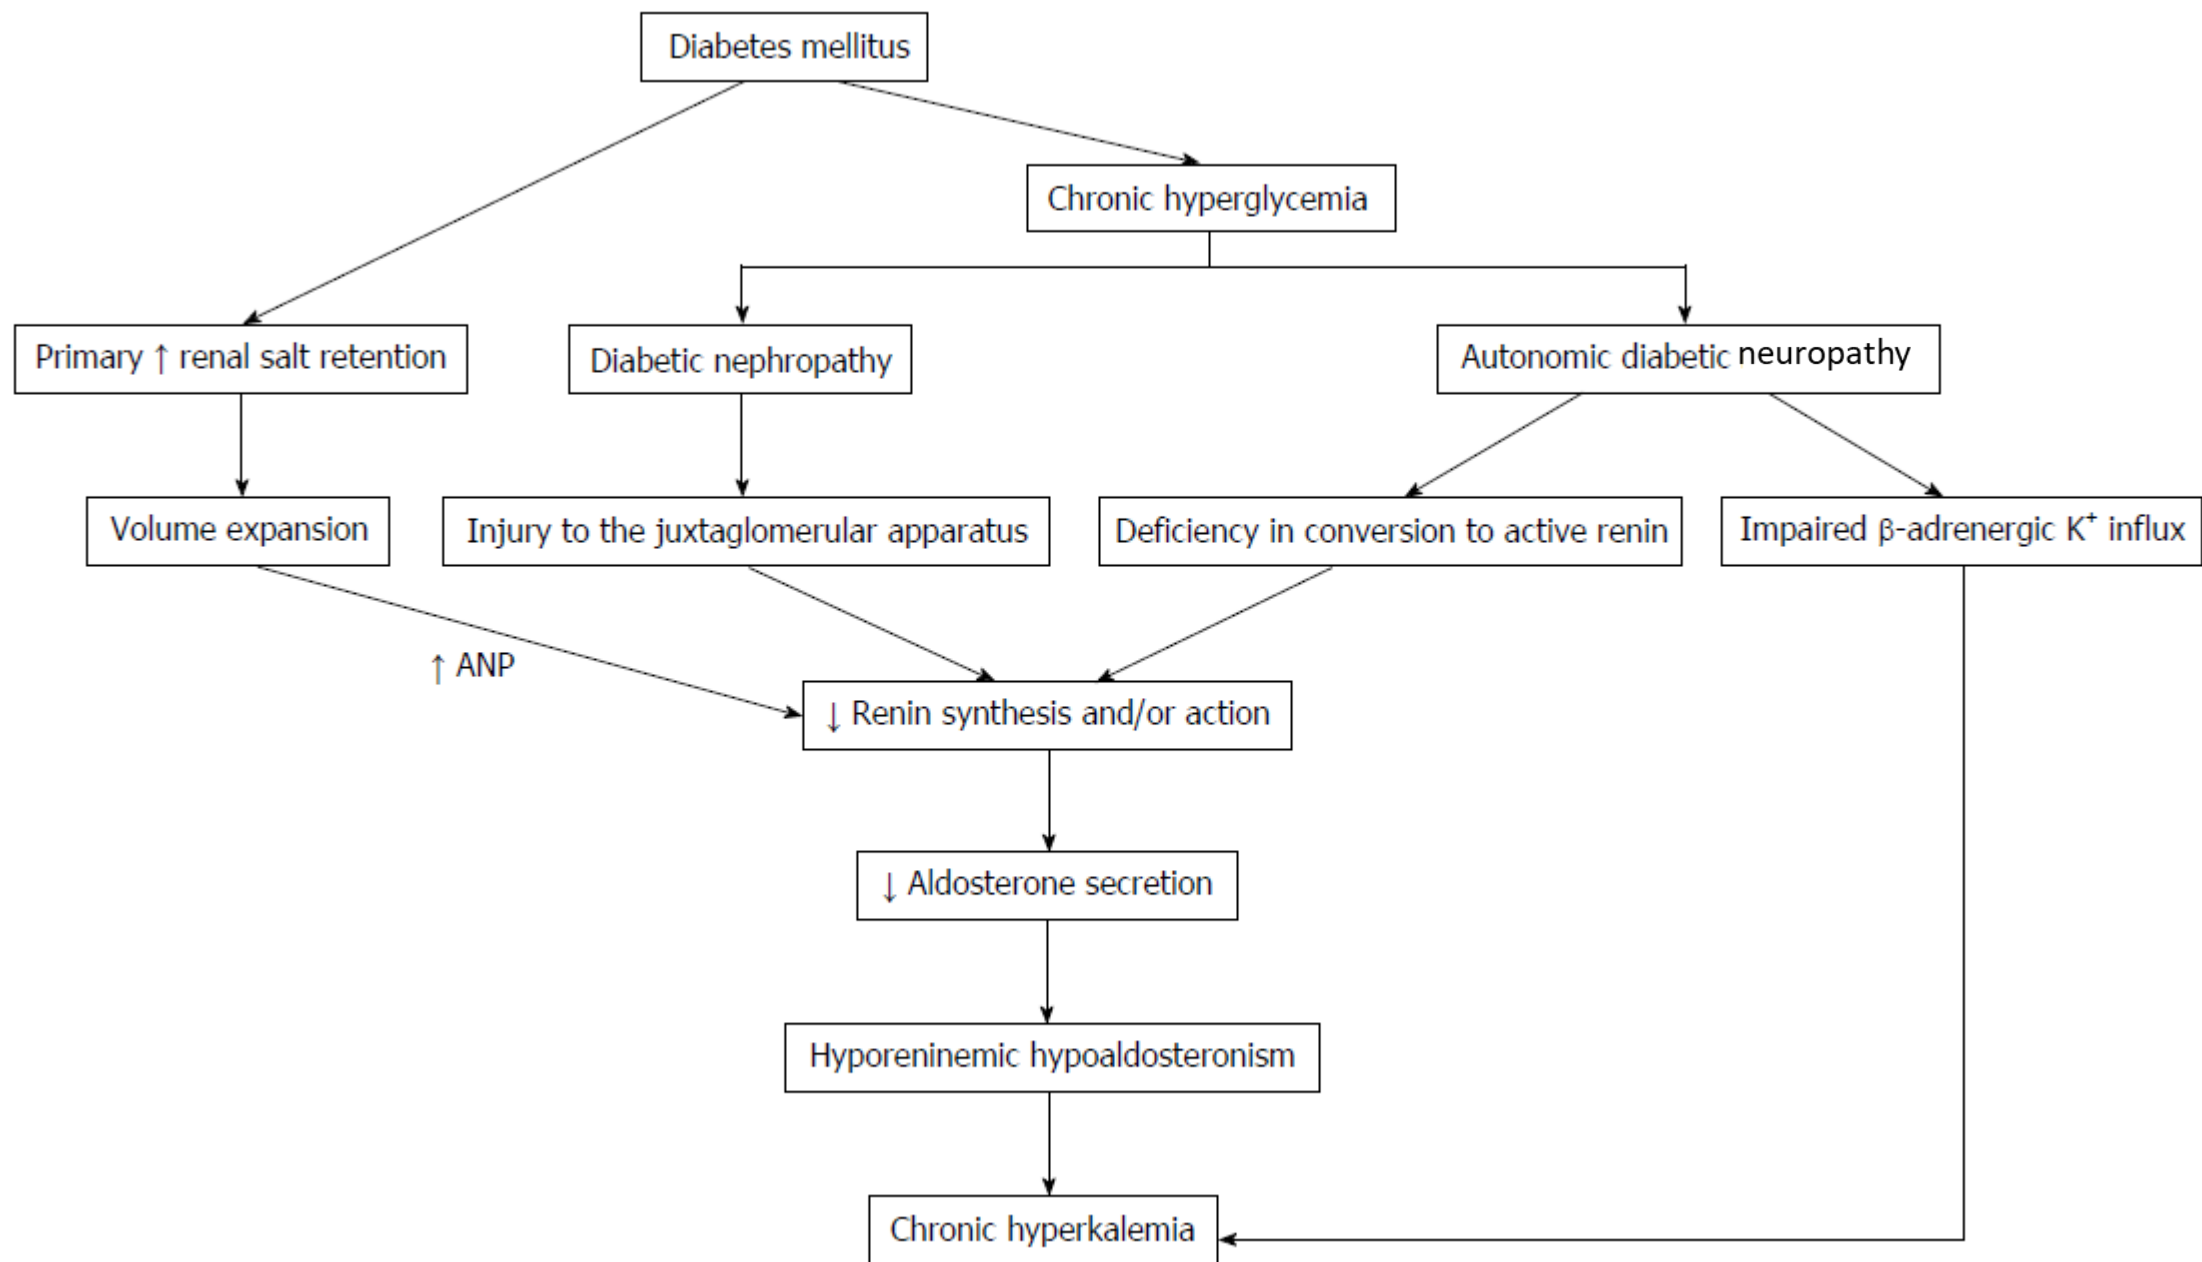 Diabetes mellitus
Chronic hyperglycemia
Primary ↑ renal salt retention
Diabetic nephropathy
Autonomic diabetic neuropathy
Volume expansion
Injury to the juxtaglomerular apparatus
Deficiency in conversion to active renin
Impaired β-adrenergic K⁺ influx
↑ ANP
↓ Renin synthesis and/or action
↓ Aldosterone secretion
Hyporeninemic hypoaldosteronism
Chronic hyperkalemia